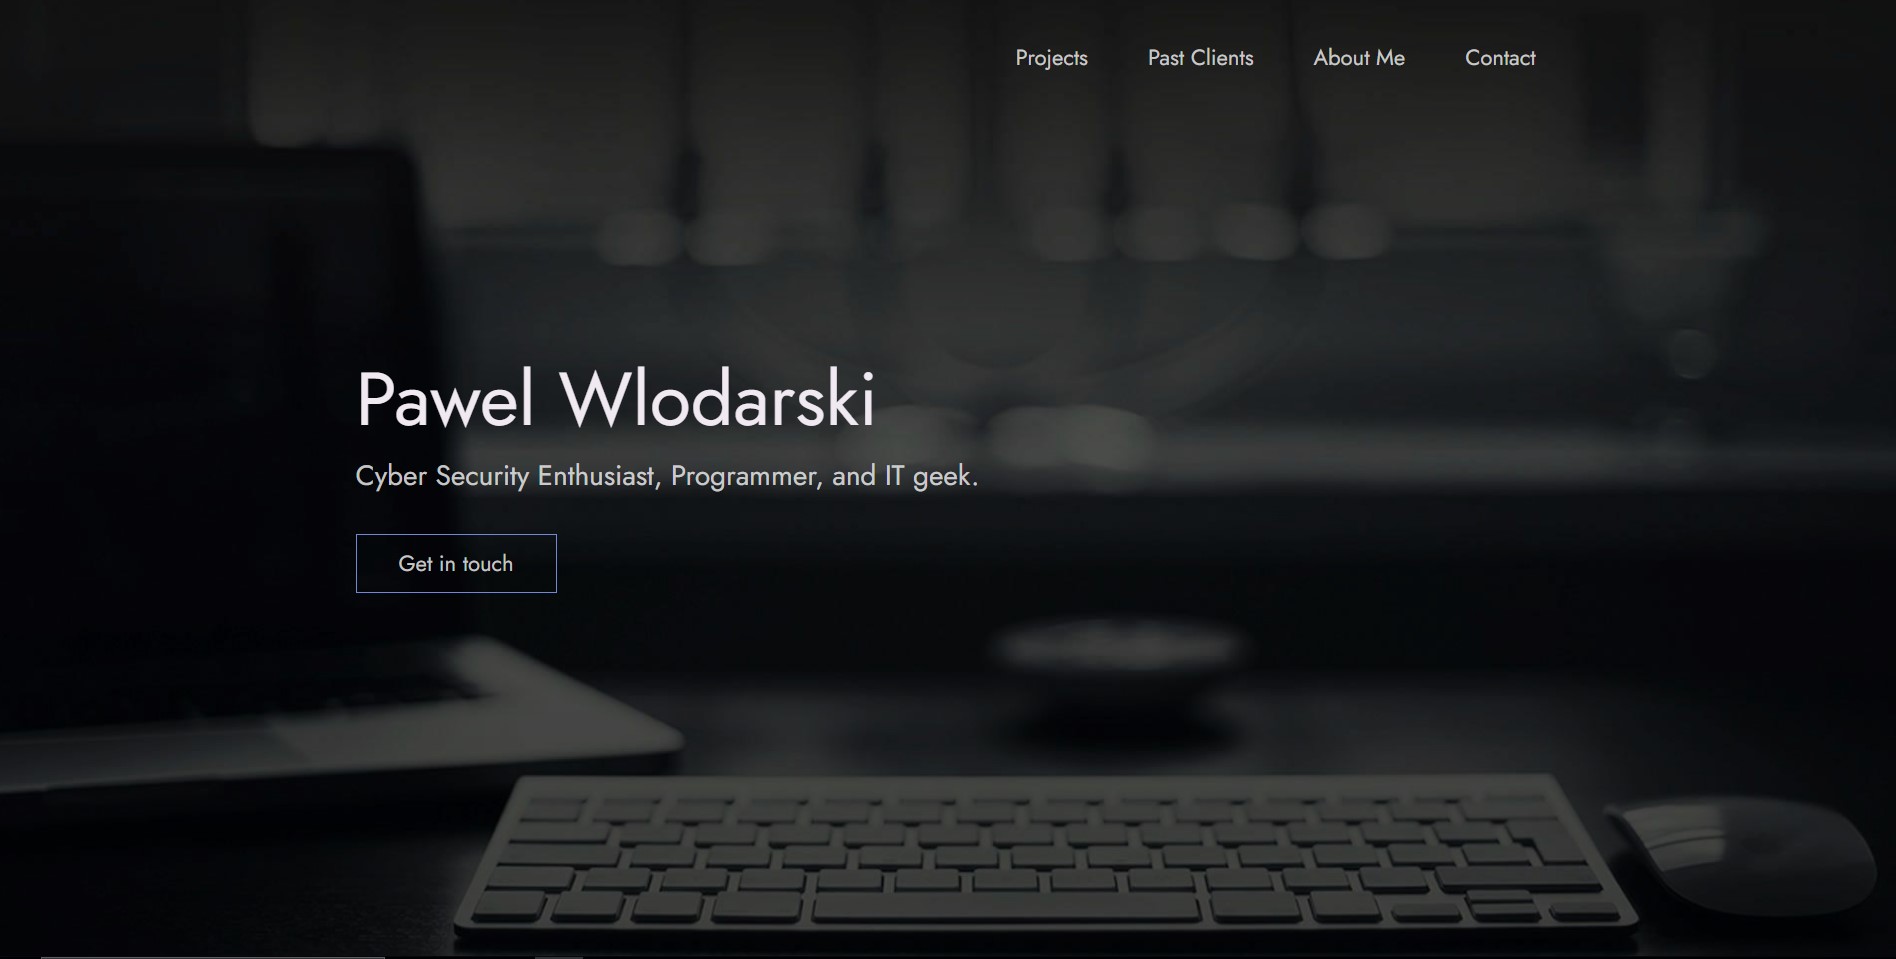 Projects Past Clients About Me Contact
Pawel Wlodarski
Cyber Security Enthusiast, Programmer, and IT geek.
Get in touch